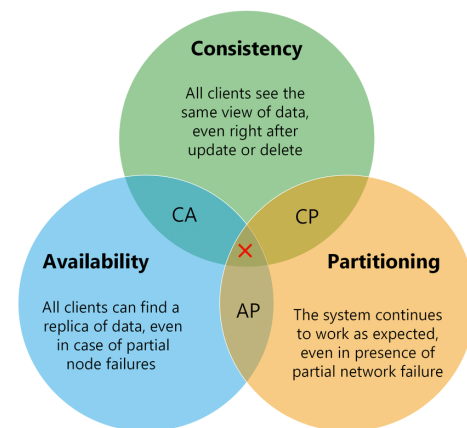 Consistency
All clients see the
same view of data,
even right after
update or delete
CA
CP
Availability
All clients can find a
replica of data, even
in case of partial
node failures
AP
Partitioning
The system continues
to work as expected,
even in presence of
partial network failure